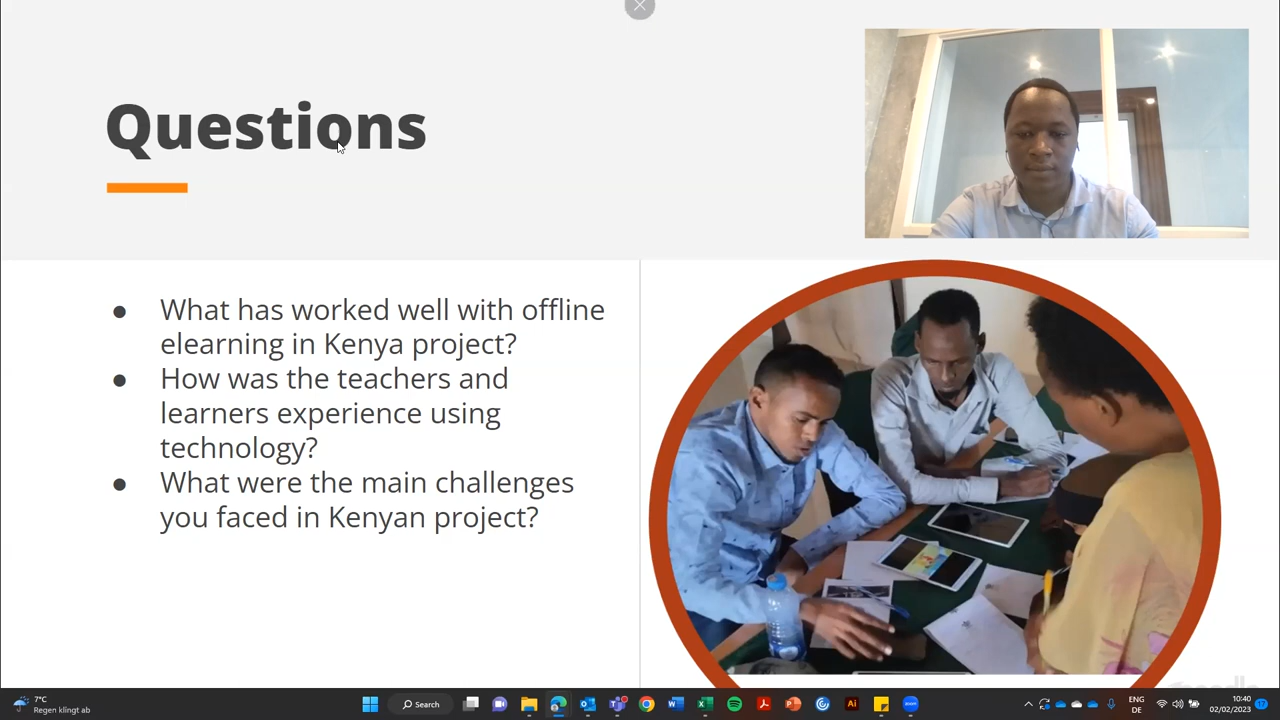 Questions
What has worked well with offline
elearning in Kenya project?
How was the teachers and
learners experience using
technology?
What were the main challenges
you faced in Kenyan project?
7°C
Regen klingt ab
Search
ENG
DE
10:40
02/02/2023